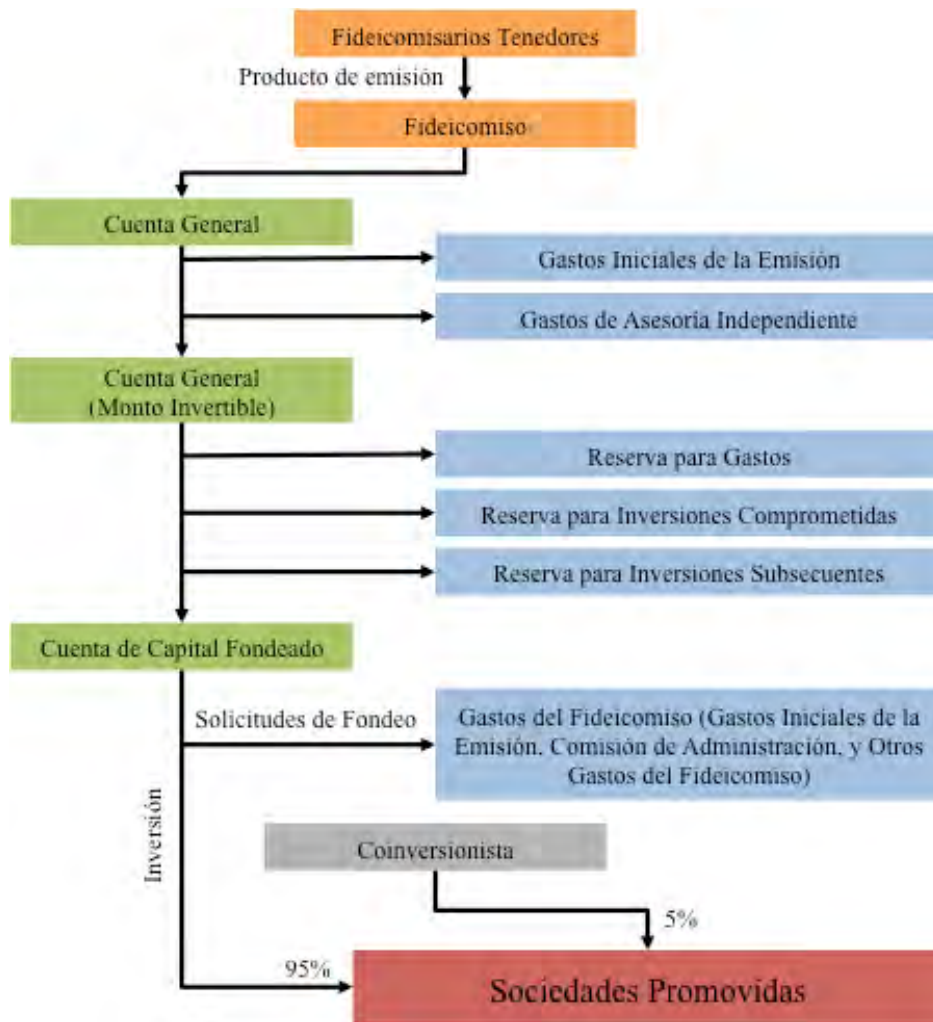 Fideicomisarios Tenedores
Producto de emisión
Fideicomiso
Cuenta General
Gastos Iniciales de la Emisión
Gastos de Asesoría Independiente
Cuenta General
(Monto Invertible)
Reserva para Gastos
Reserva para Inversiones Comprometidas
Reserva para Inversiones Subsecuentes
Cuenta de Capital Fondeado
Solicitudes de Fondeo
Gastos del Fideicomiso (Gastos Iniciales de la
Emisión, Comisión de Administración, y Otros
Gastos del Fideicomiso)
Inversión
Coinversionista
5%
95%
Sociedades Promovidas